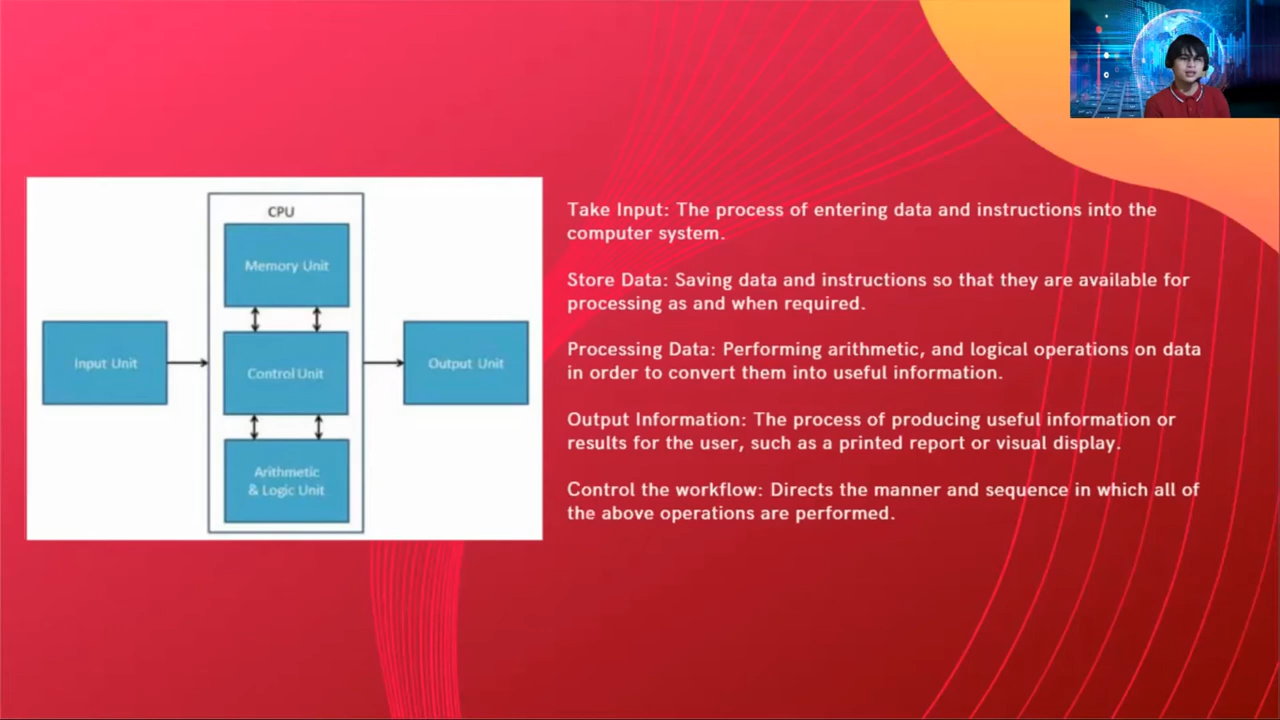 CPU
Memory Unit
Input Unit
Control Unit
Output Unit
Arithmetic
& Logic Unit
Take Input: The process of entering data and instructions into the
computer system.
Store Data: Saving data and instructions so that they are available for
processing as and when required.
Processing Data: Performing arithmetic, and logical operations on data
in order to convert them into useful information.
Output Information: The process of producing useful information or
results for the user, such as a printed report or visual display.
Control the workflow: Directs the manner and sequence in which all of
the above operations are performed.